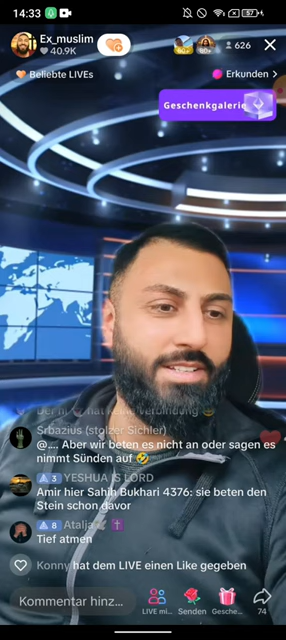 14:33
97
Ex_muslim
40.9K
626
Beliebte LIVEs
Erkunden >
Geschenkgalerie
Srbazius (stolzer Sichler)
@.... Aber wir beten es nicht an oder sagen es
nimmt Sünden auf 🤣
3 YESHUA IS LORD
Amir hier Sahih Bukhari 4376: sie beten den
Stein schon davor
8 Atalja 🕊️ ✝️
Tief atmen
Konny hat dem LIVE einen Like gegeben
Kommentar hinz...
LIVE mi... Senden Gesche... 74